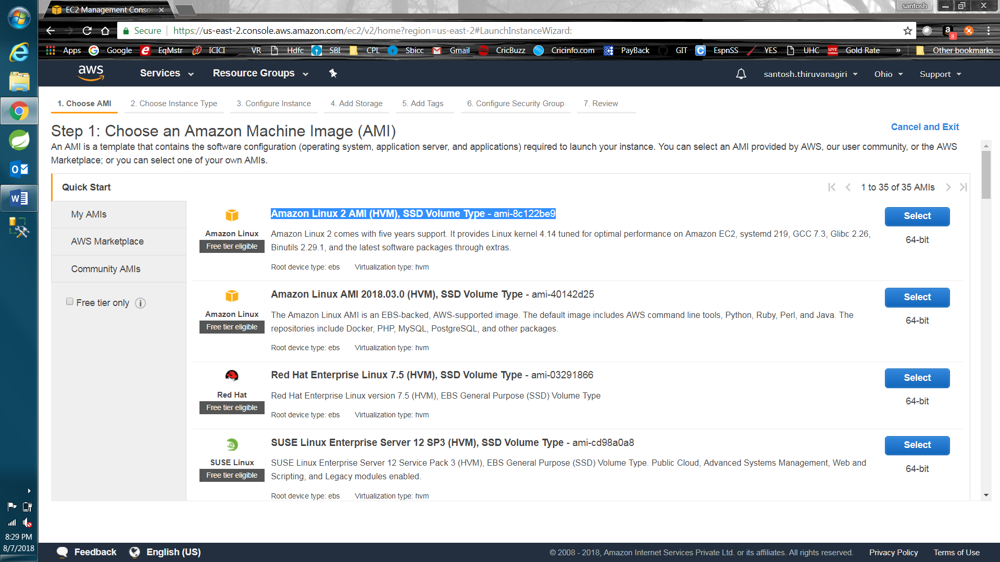 EC2 Management Conso
santosh
Secure
https://us-east-2.console.aws.amazon.com/ec2/v2/home?region=us-east-2#LaunchInstanceWizard:
a
8
Apps Google EqMstr ICICI VR Hdfc SBI CPL Sbicc Gmail CricBuzz Cricinfo.com PayBack GIT EspnSS YES UHC LIVE Gold Rate » Other bookmarks
aws Services Resource Groups santosh.thiruvanagiri Ohio Support
1. Choose AMI 2. Choose Instance Type 3. Configure Instance 4. Add Storage 5. Add Tags 6. Configure Security Group 7. Review
Step 1: Choose an Amazon Machine Image (AMI)
Cancel and Exit
An AMI is a template that contains the software configuration (operating system, application server, and applications) required to launch your instance. You can select an AMI provided by AWS, our user community, or the AWS
Marketplace; or you can select one of your own AMIs.
Quick Start
1 to 35 of 35 AMIs
My AMIs
AWS Marketplace
Community AMIs
Free tier only i
Amazon Linux 2 AMI (HVM), SSD Volume Type - ami-8c122be9
Select
Amazon Linux
Free tier eligible
Amazon Linux 2 comes with five years support. It provides Linux kernel 4.14 tuned for optimal performance on Amazon EC2, systemd 219, GCC 7.3, Glibc 2.26,
Binutils 2.29.1, and the latest software packages through extras.
64-bit
Root device type: ebs Virtualization type: hvm
Amazon Linux AMI 2018.03.0 (HVM), SSD Volume Type - ami-40142d25
Select
Amazon Linux
Free tier eligible
The Amazon Linux AMI is an EBS-backed, AWS-supported image. The default image includes AWS command line tools, Python, Ruby, Perl, and Java. The
repositories include Docker, PHP, MySQL, PostgreSQL, and other packages.
64-bit
Root device type: ebs Virtualization type: hvm
Red Hat Enterprise Linux 7.5 (HVM), SSD Volume Type - ami-03291866
Select
Red Hat
Free tier eligible
Red Hat Enterprise Linux version 7.5 (HVM), EBS General Purpose (SSD) Volume Type
64-bit
Root device type: ebs Virtualization type: hvm
SUSE Linux Enterprise Server 12 SP3 (HVM), SSD Volume Type - ami-cd98a0a8
Select
SUSE Linux
Free tier eligible
SUSE Linux Enterprise Server 12 Service Pack 3 (HVM), EBS General Purpose (SSD) Volume Type. Public Cloud, Advanced Systems Management, Web and
Scripting, and Legacy modules enabled.
64-bit
Root device type: ebs Virtualization type: hvm
8:29 PM
8/7/2018
Feedback English (US)
© 2008 - 2018, Amazon Internet Services Private Ltd. or its affiliates. All rights reserved. Privacy Policy Terms of Use